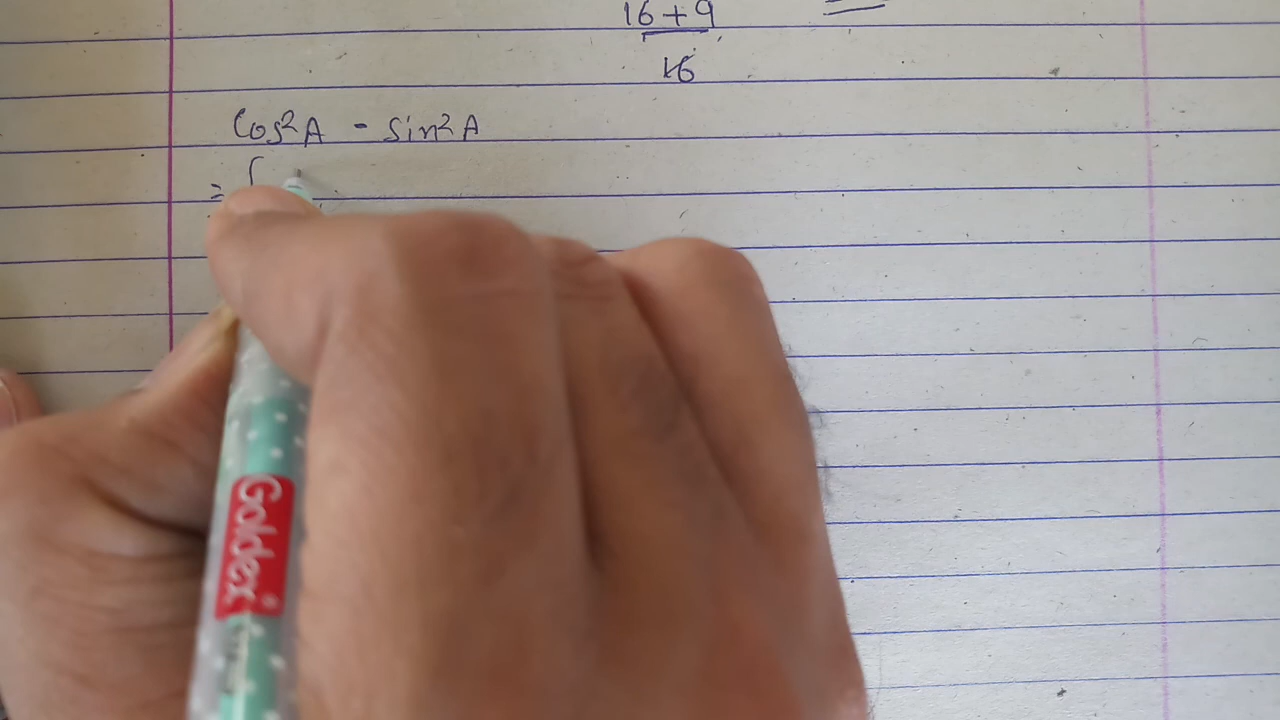 16 + 9
16
Cos²A - Sin²A
= (
Goldex